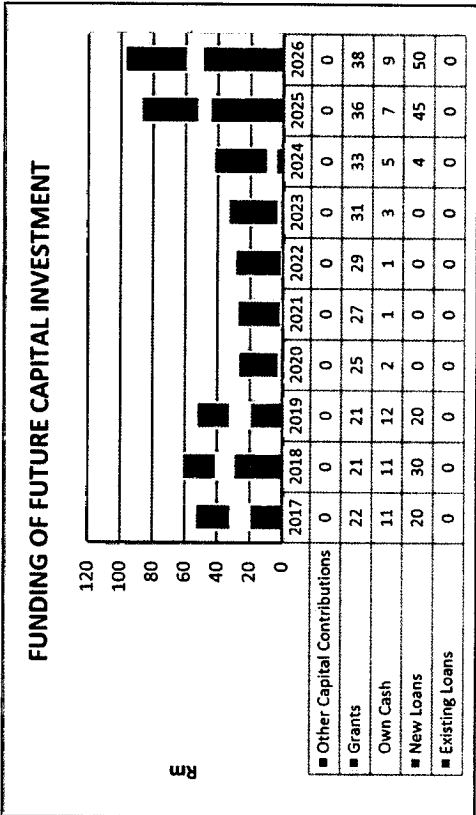 FUNDING OF FUTURE CAPITAL INVESTMENT
120
100
80
60
40
20
0
Rm
2017 2018 2019 2020 2021 2022 2023 2024 2025 2026
■ Other Capital Contributions 0 0 0 0 0 0 0 0 0 0
■ Grants 22 21 21 25 27 29 31 33 36 38
Own Cash 11 11 12 2 1 1 3 5 7 9
■ New Loans 20 30 20 0 0 0 0 4 45 50
■ Existing Loans 0 0 0 0 0 0 0 0 0 0